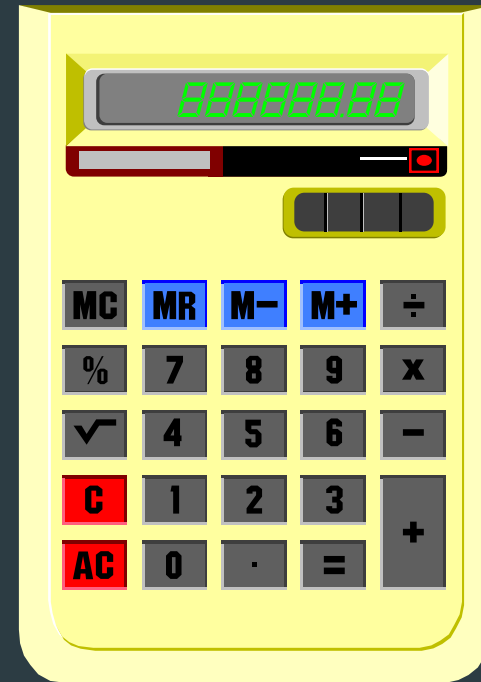 888888.88
MC MR M− M+ ÷
% 7 8 9 x
√ 4 5 6 −
C 1 2 3 +
AC 0 . =